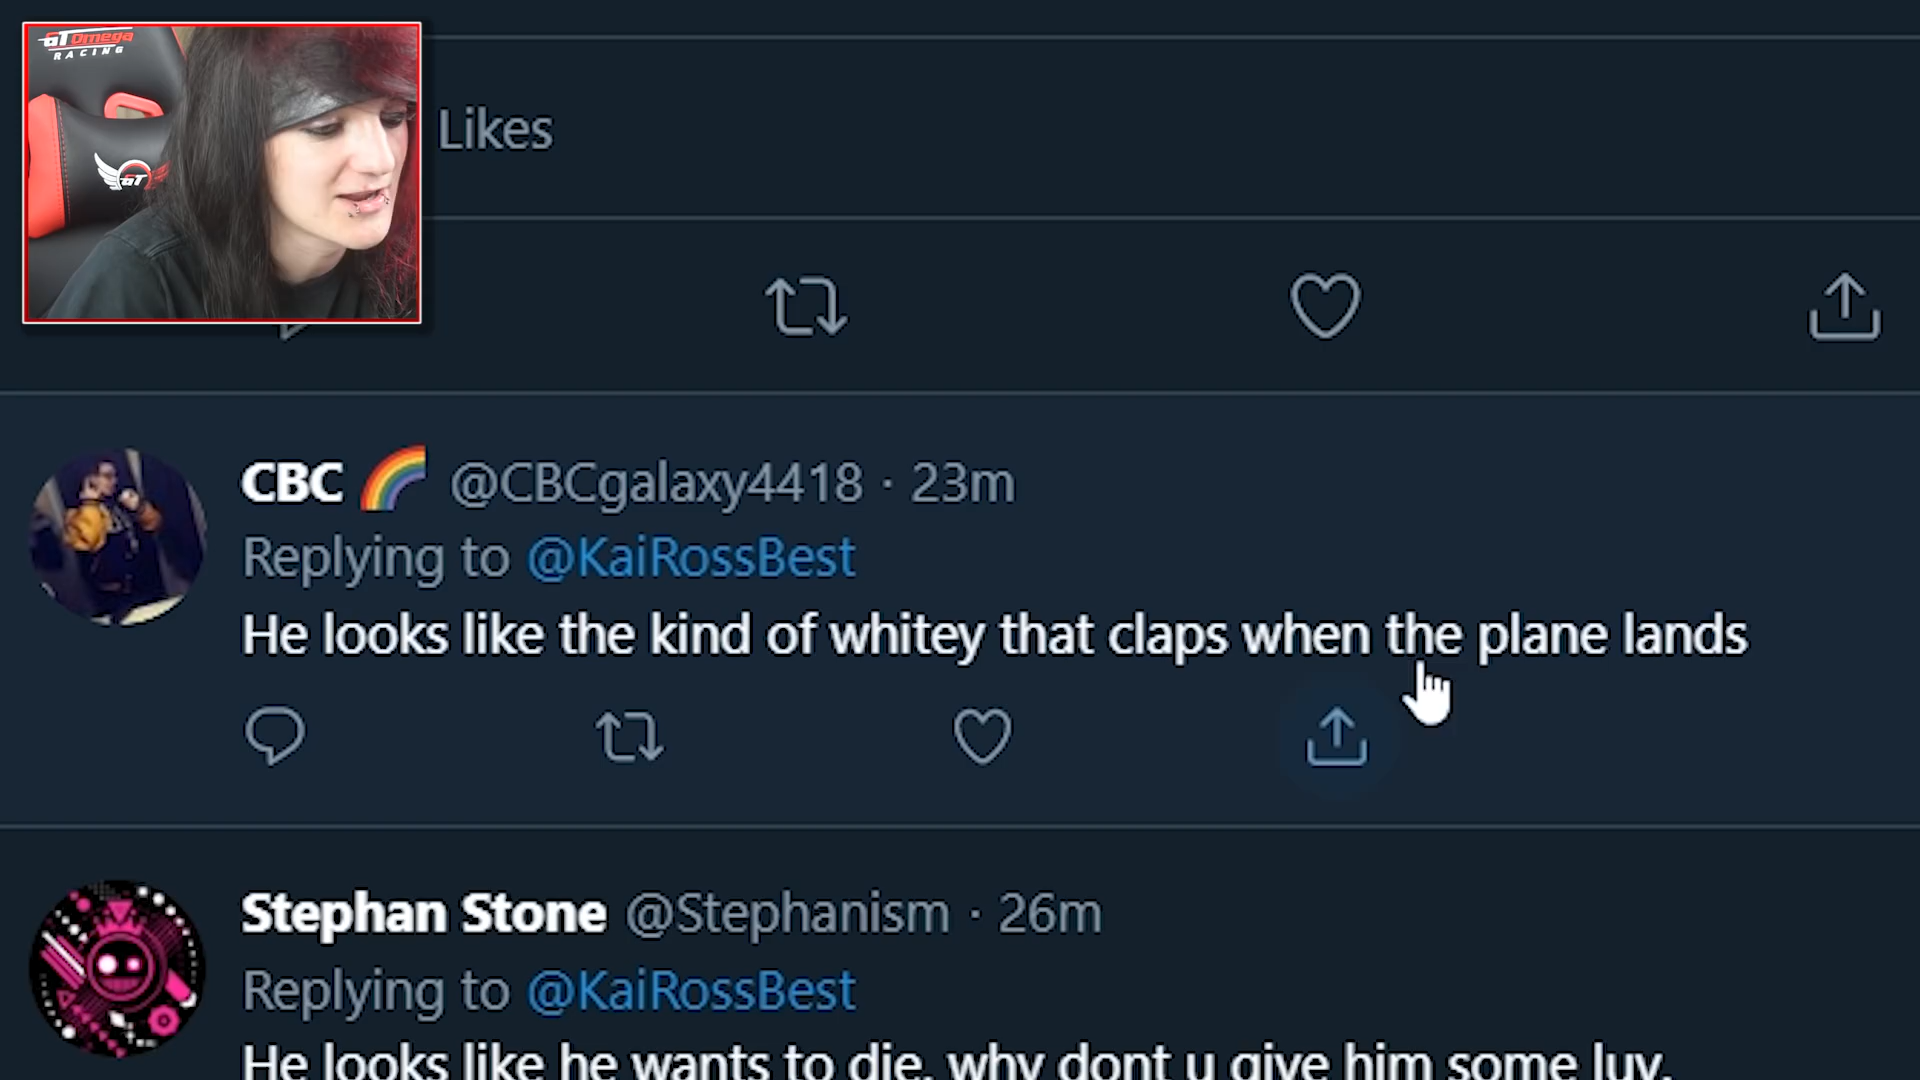 GT Omega
RACING
GT
Likes
CBC 🌈 @CBCgalaxy4418 · 23m
Replying to @KaiRossBest
He looks like the kind of whitey that claps when the plane lands
Stephan Stone @Stephanism · 26m
Replying to @KaiRossBest
He looks like he wants to die, why dont u give him some luv.